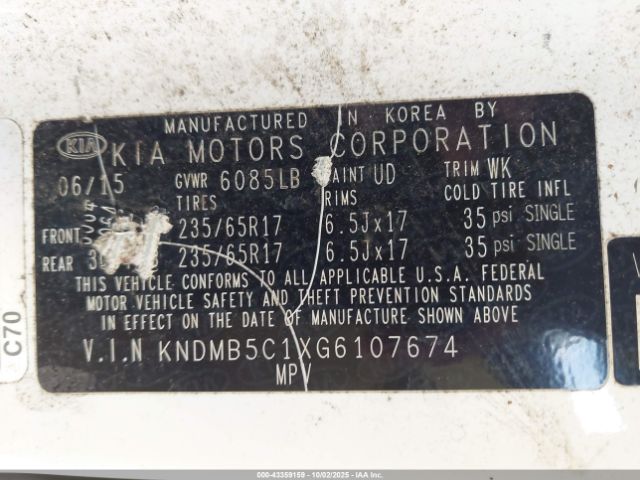 MANUFACTURED IN KOREA BY
KIA KIA MOTORS CORPORATION
06/15 GVWR 6085LB PAINT UD TRIM WK
TIRES RIMS COLD TIRE INFL
FRONT 235/65R17 6.5Jx17 35 psi SINGLE
REAR 235/65R17 6.5Jx17 35 psi SINGLE
THIS VEHICLE CONFORMS TO ALL APPLICABLE U.S.A. FEDERAL
MOTOR VEHICLE SAFETY AND THEFT PREVENTION STANDARDS
IN EFFECT ON THE DATE OF MANUFACTURE SHOWN ABOVE
V.I.N KNDMB5C1XG6107674
MPV
C70
000-43359159 - 10/02/2025 - IAA Inc.